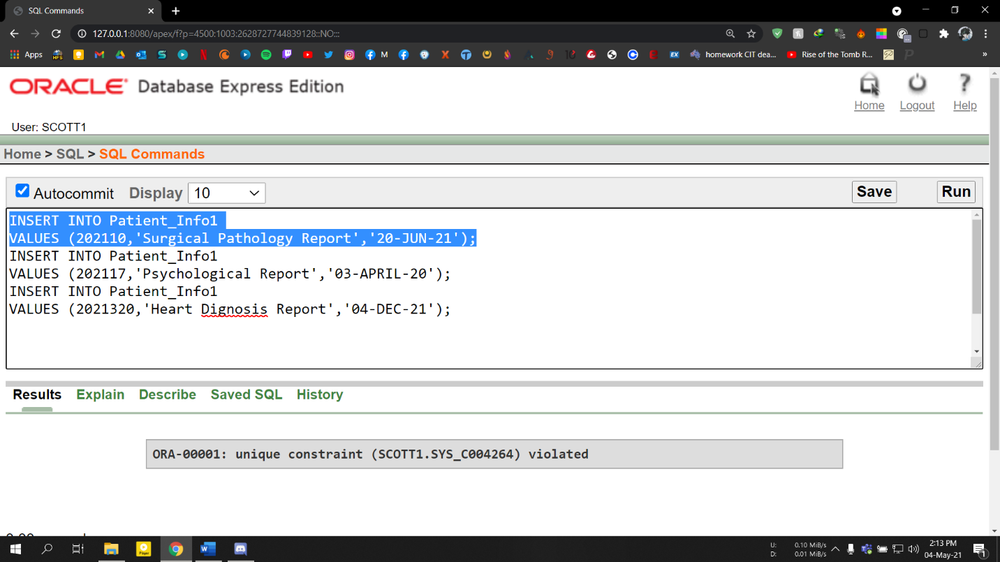 SQL Commands
127.0.0.1:8080/apex/f?p=4500:1003:2628727744839128::NO:::
Apps
M
homework CIT dea...
Rise of the Tomb R...
»
ORACLE Database Express Edition
Home Logout Help
User: SCOTT1
Home > SQL > SQL Commands
Autocommit Display 10 Save Run
INSERT INTO Patient_Info1
VALUES (202110,'Surgical Pathology Report','20-JUN-21');
INSERT INTO Patient_Info1
VALUES (202117,'Psychological Report','03-APRIL-20');
INSERT INTO Patient_Info1
VALUES (2021320,'Heart Dignosis Report','04-DEC-21');
Results Explain Describe Saved SQL History
ORA-00001: unique constraint (SCOTT1.SYS_C004264) violated
U: 0.10 MiB/s
D: 0.01 MiB/s
2:13 PM
04-May-21